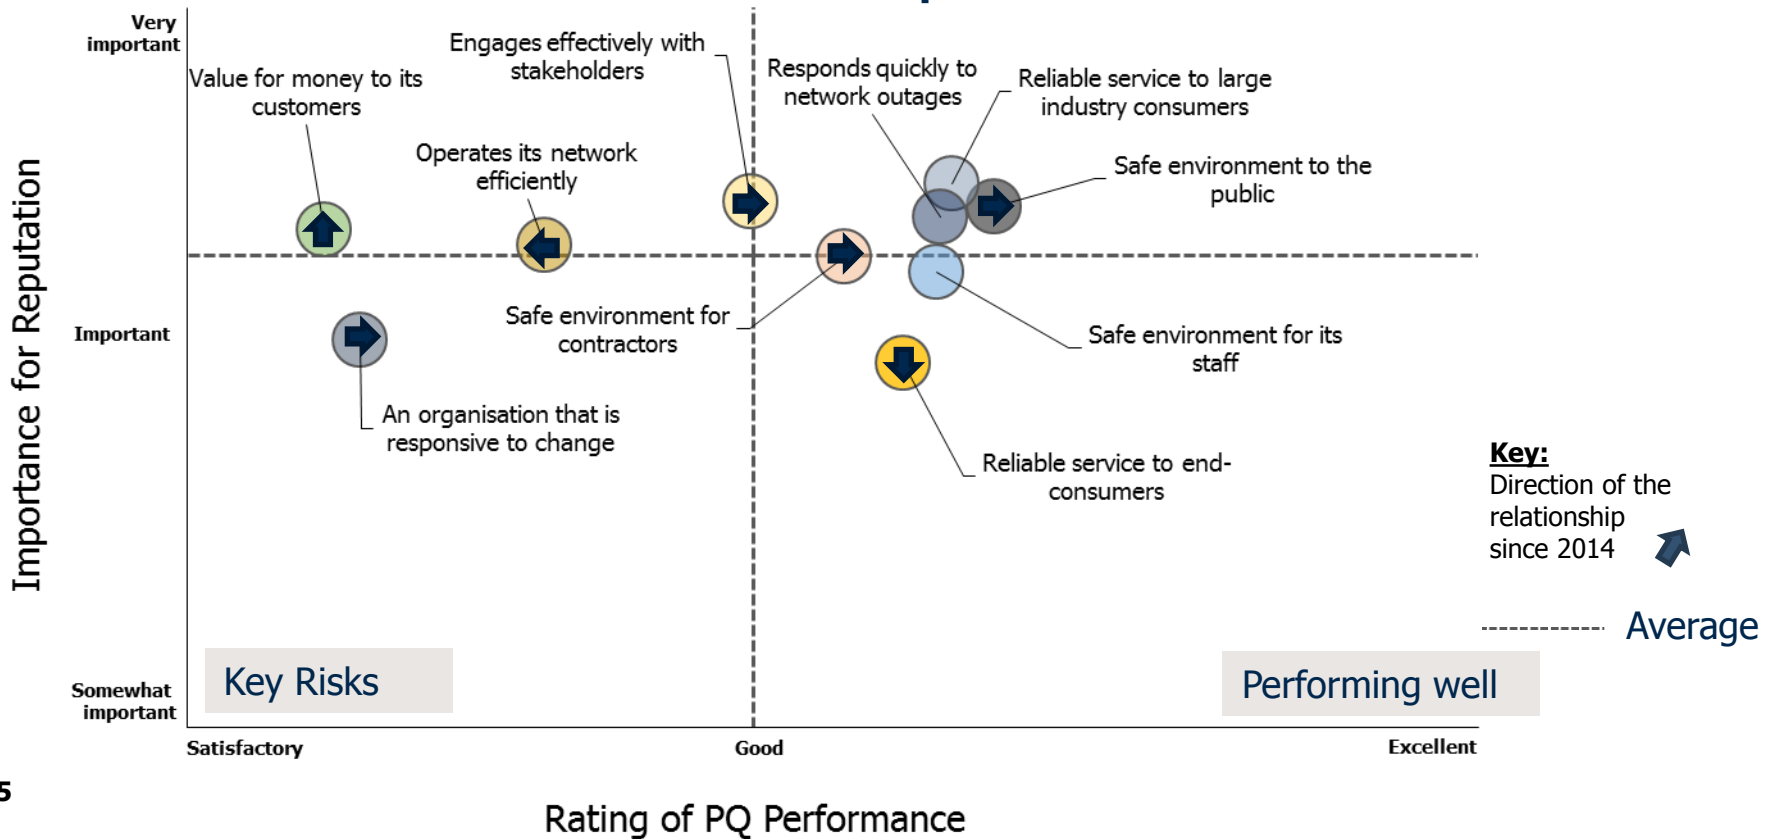 Very
important
Engages effectively with
stakeholders
Value for money to its
customers
Responds quickly to
network outages
Reliable service to large
industry consumers
Operates its network
efficiently
Safe environment to the
public
Importance for Reputation
Important
Safe environment for
contractors
Safe environment for its
staff
An organisation that is
responsive to change
Reliable service to end-
consumers
Key:
Direction of the
relationship
since 2014
Average
Key Risks
Performing well
Somewhat
important
Satisfactory
Good
Excellent
5
Rating of PQ Performance